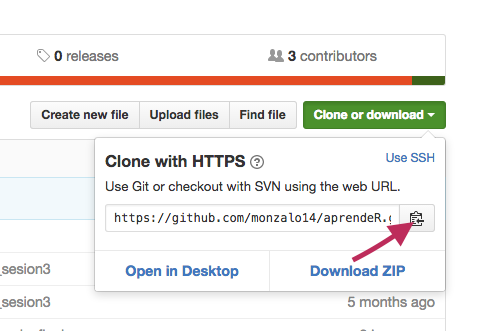 0 releases
3 contributors
Create new file
Upload files
Find file
Clone or download
Clone with HTTPS
Use SSH
Use Git or checkout with SVN using the web URL.
https://github.com/monzalo14/aprendeR.g
Open in Desktop
Download ZIP
_sesion3
_sesion3
5 months ago